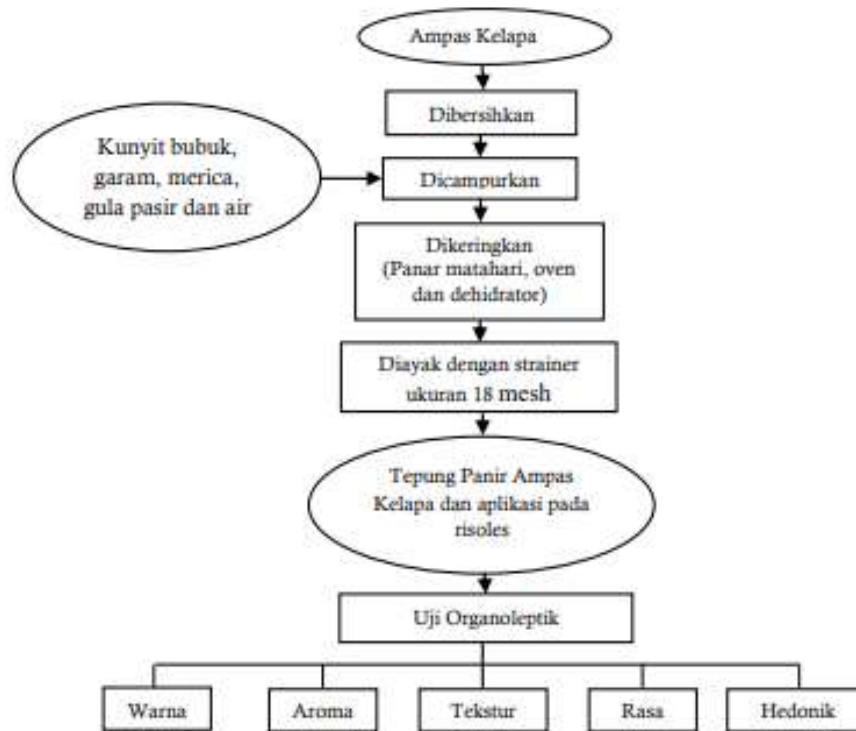 Ampas Kelapa
Dibersihkan
Kunyit bubuk,
garam, merica,
gula pasir dan air
Dicampurkan
Dikeringkan
(Panar matahari, oven
dan dehidrator)
Diayak dengan strainer
ukuran 18 mesh
Tepung Panir Ampas
Kelapa dan aplikasi pada
risoles
Uji Organoleptik
Warna
Aroma
Tekstur
Rasa
Hedonik